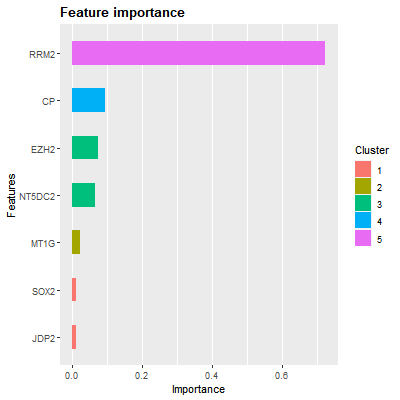 Feature importance
Features
RRM2
CP
EZH2
NT5DC2
MT1G
SOX2
JDP2
0.0 0.2 0.4 0.6
Importance
Cluster
1
2
3
4
5